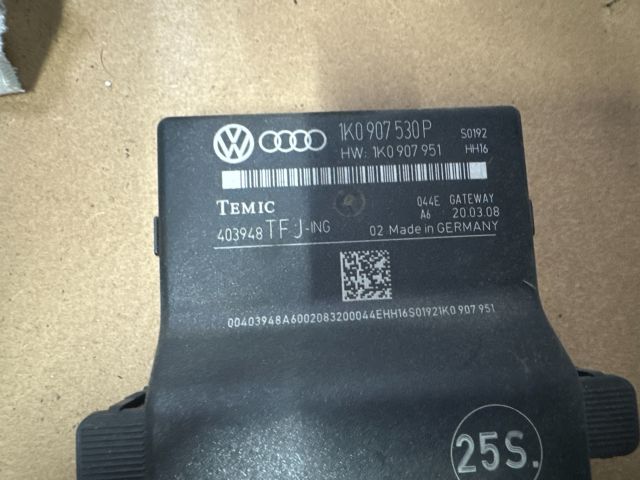 1K0 907 530 P S0192
HW: 1K0 907 951 HH16
TEMIC 044E GATEWAY
A6 20.03.08
403948 TFJ-ING 02 Made in GERMANY
00403948A6002083200044EHH16S01921K0 907 951
25S.